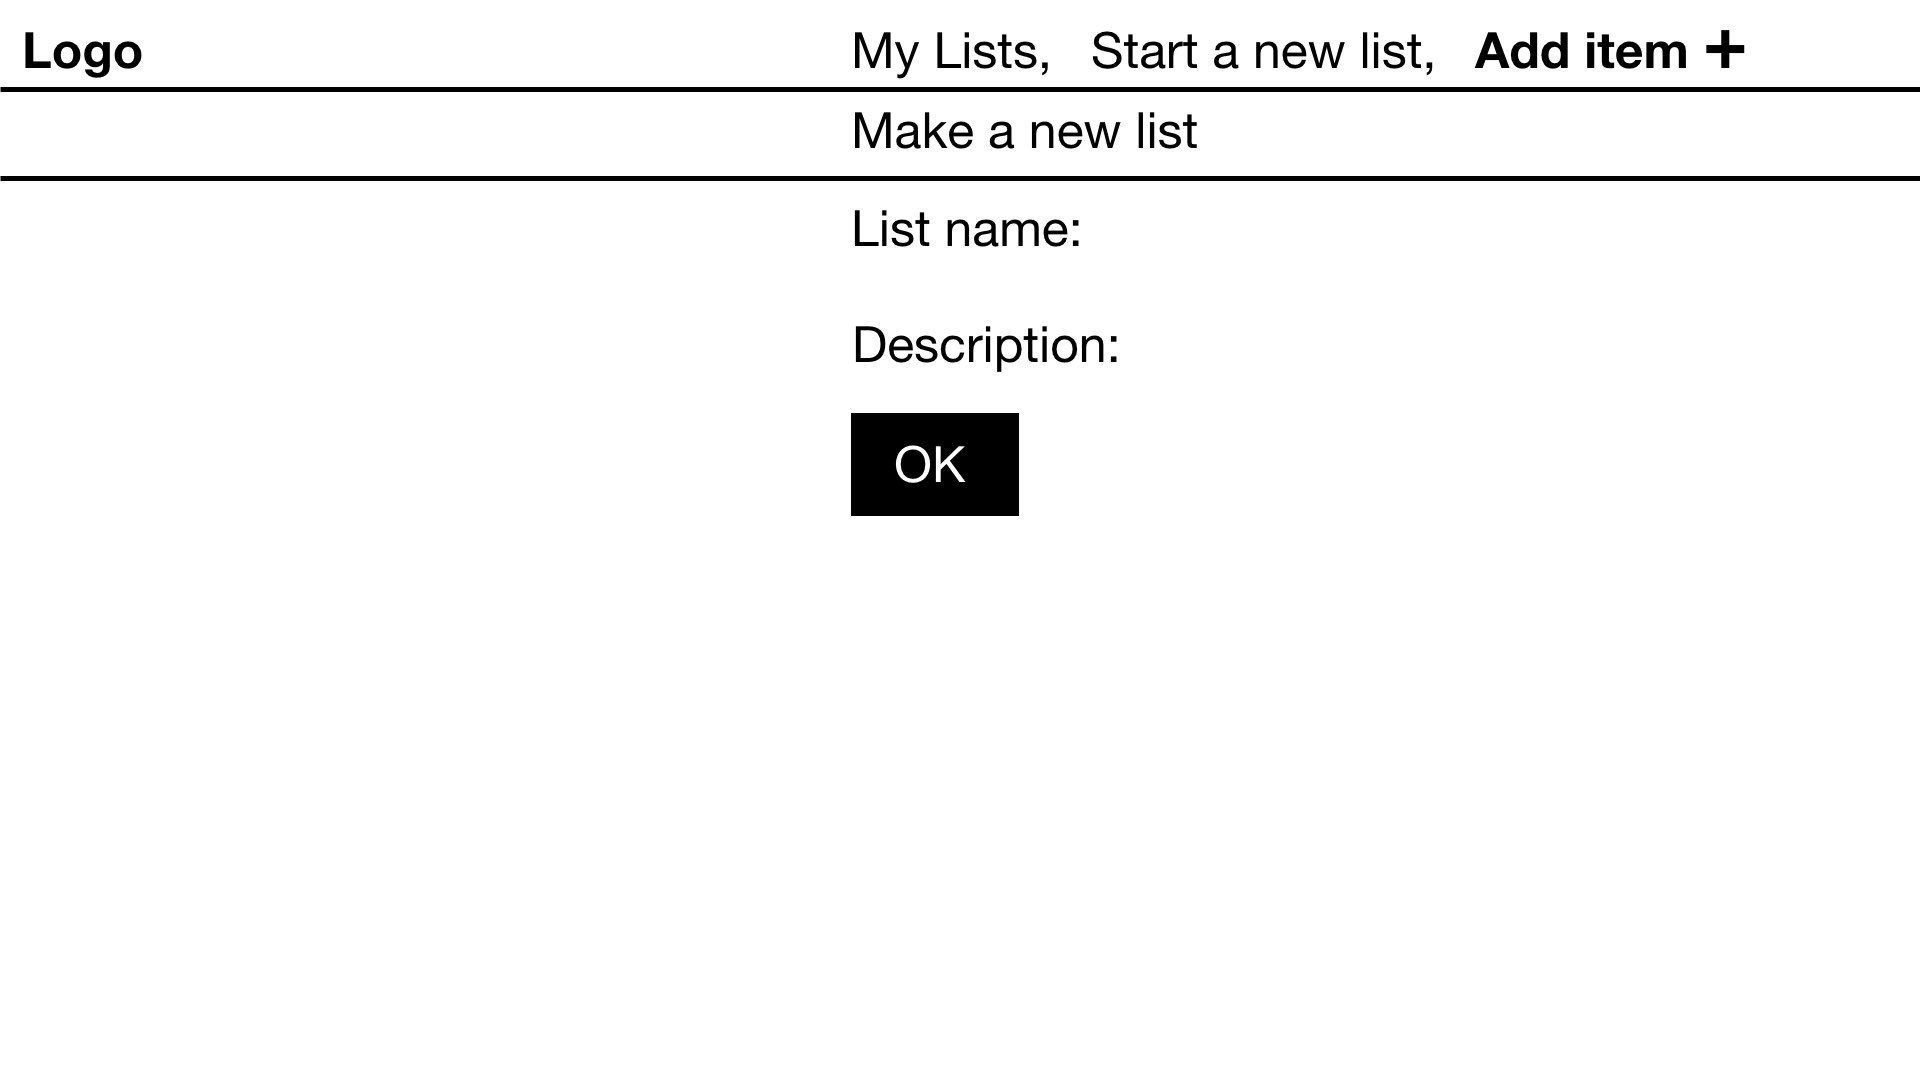 Logo My Lists, Start a new list, Add item +
Make a new list
List name:
Description:
OK